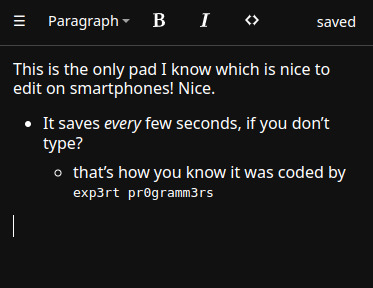 ☰ Paragraph B I <> saved
This is the only pad I know which is nice to
edit on smartphones! Nice.
• It saves every few seconds, if you don’t
type?
◦ that’s how you know it was coded by
exp3rt pr0gramm3rs